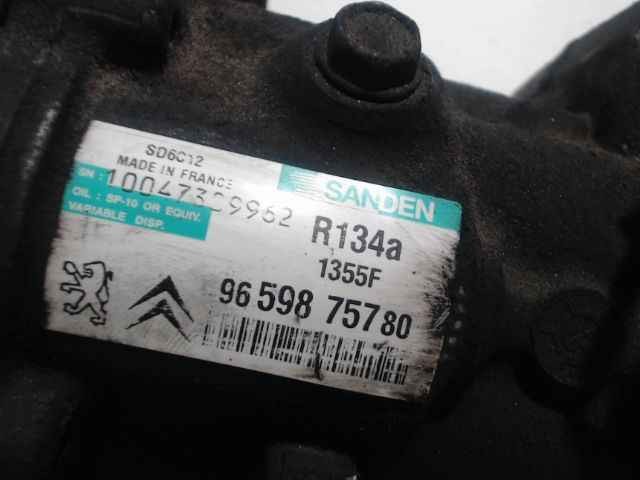 SD6C12
MADE IN FRANCE
SANDEN
SN : 10047329962
OIL : SP-10 OR EQUIV.
VARIABLE DISP.
R134a
1355F
96 598 757 80